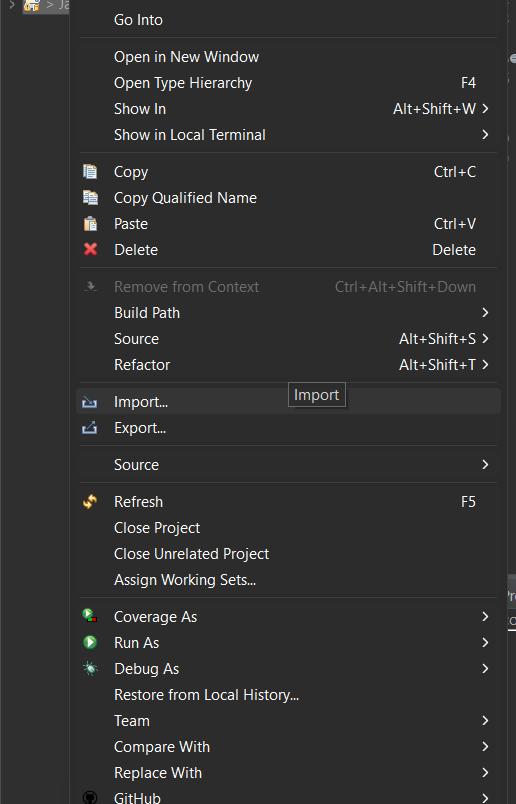 > Ja
Go Into
Open in New Window
Open Type Hierarchy F4
Show In Alt+Shift+W
Show in Local Terminal
Copy Ctrl+C
Copy Qualified Name
Paste Ctrl+V
Delete Delete
Remove from Context Ctrl+Alt+Shift+Down
Build Path
Source Alt+Shift+S
Refactor Alt+Shift+T
Import
Import...
Export...
Source
Refresh F5
Close Project
Close Unrelated Project
Assign Working Sets...
Coverage As
Run As
Debug As
Restore from Local History...
Team
Compare With
Replace With
GitHub